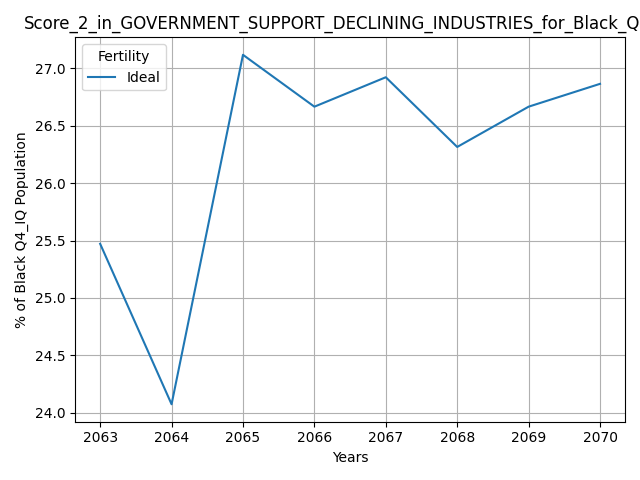 Score_2_in_GOVERNMENT_SUPPORT_DECLINING_INDUSTRIES_for_Black_Q
Fertility
Ideal
27.0
26.5
26.0
25.5
25.0
24.5
24.0
% of Black Q4_IQ Population
2063 2064 2065 2066 2067 2068 2069 2070
Years